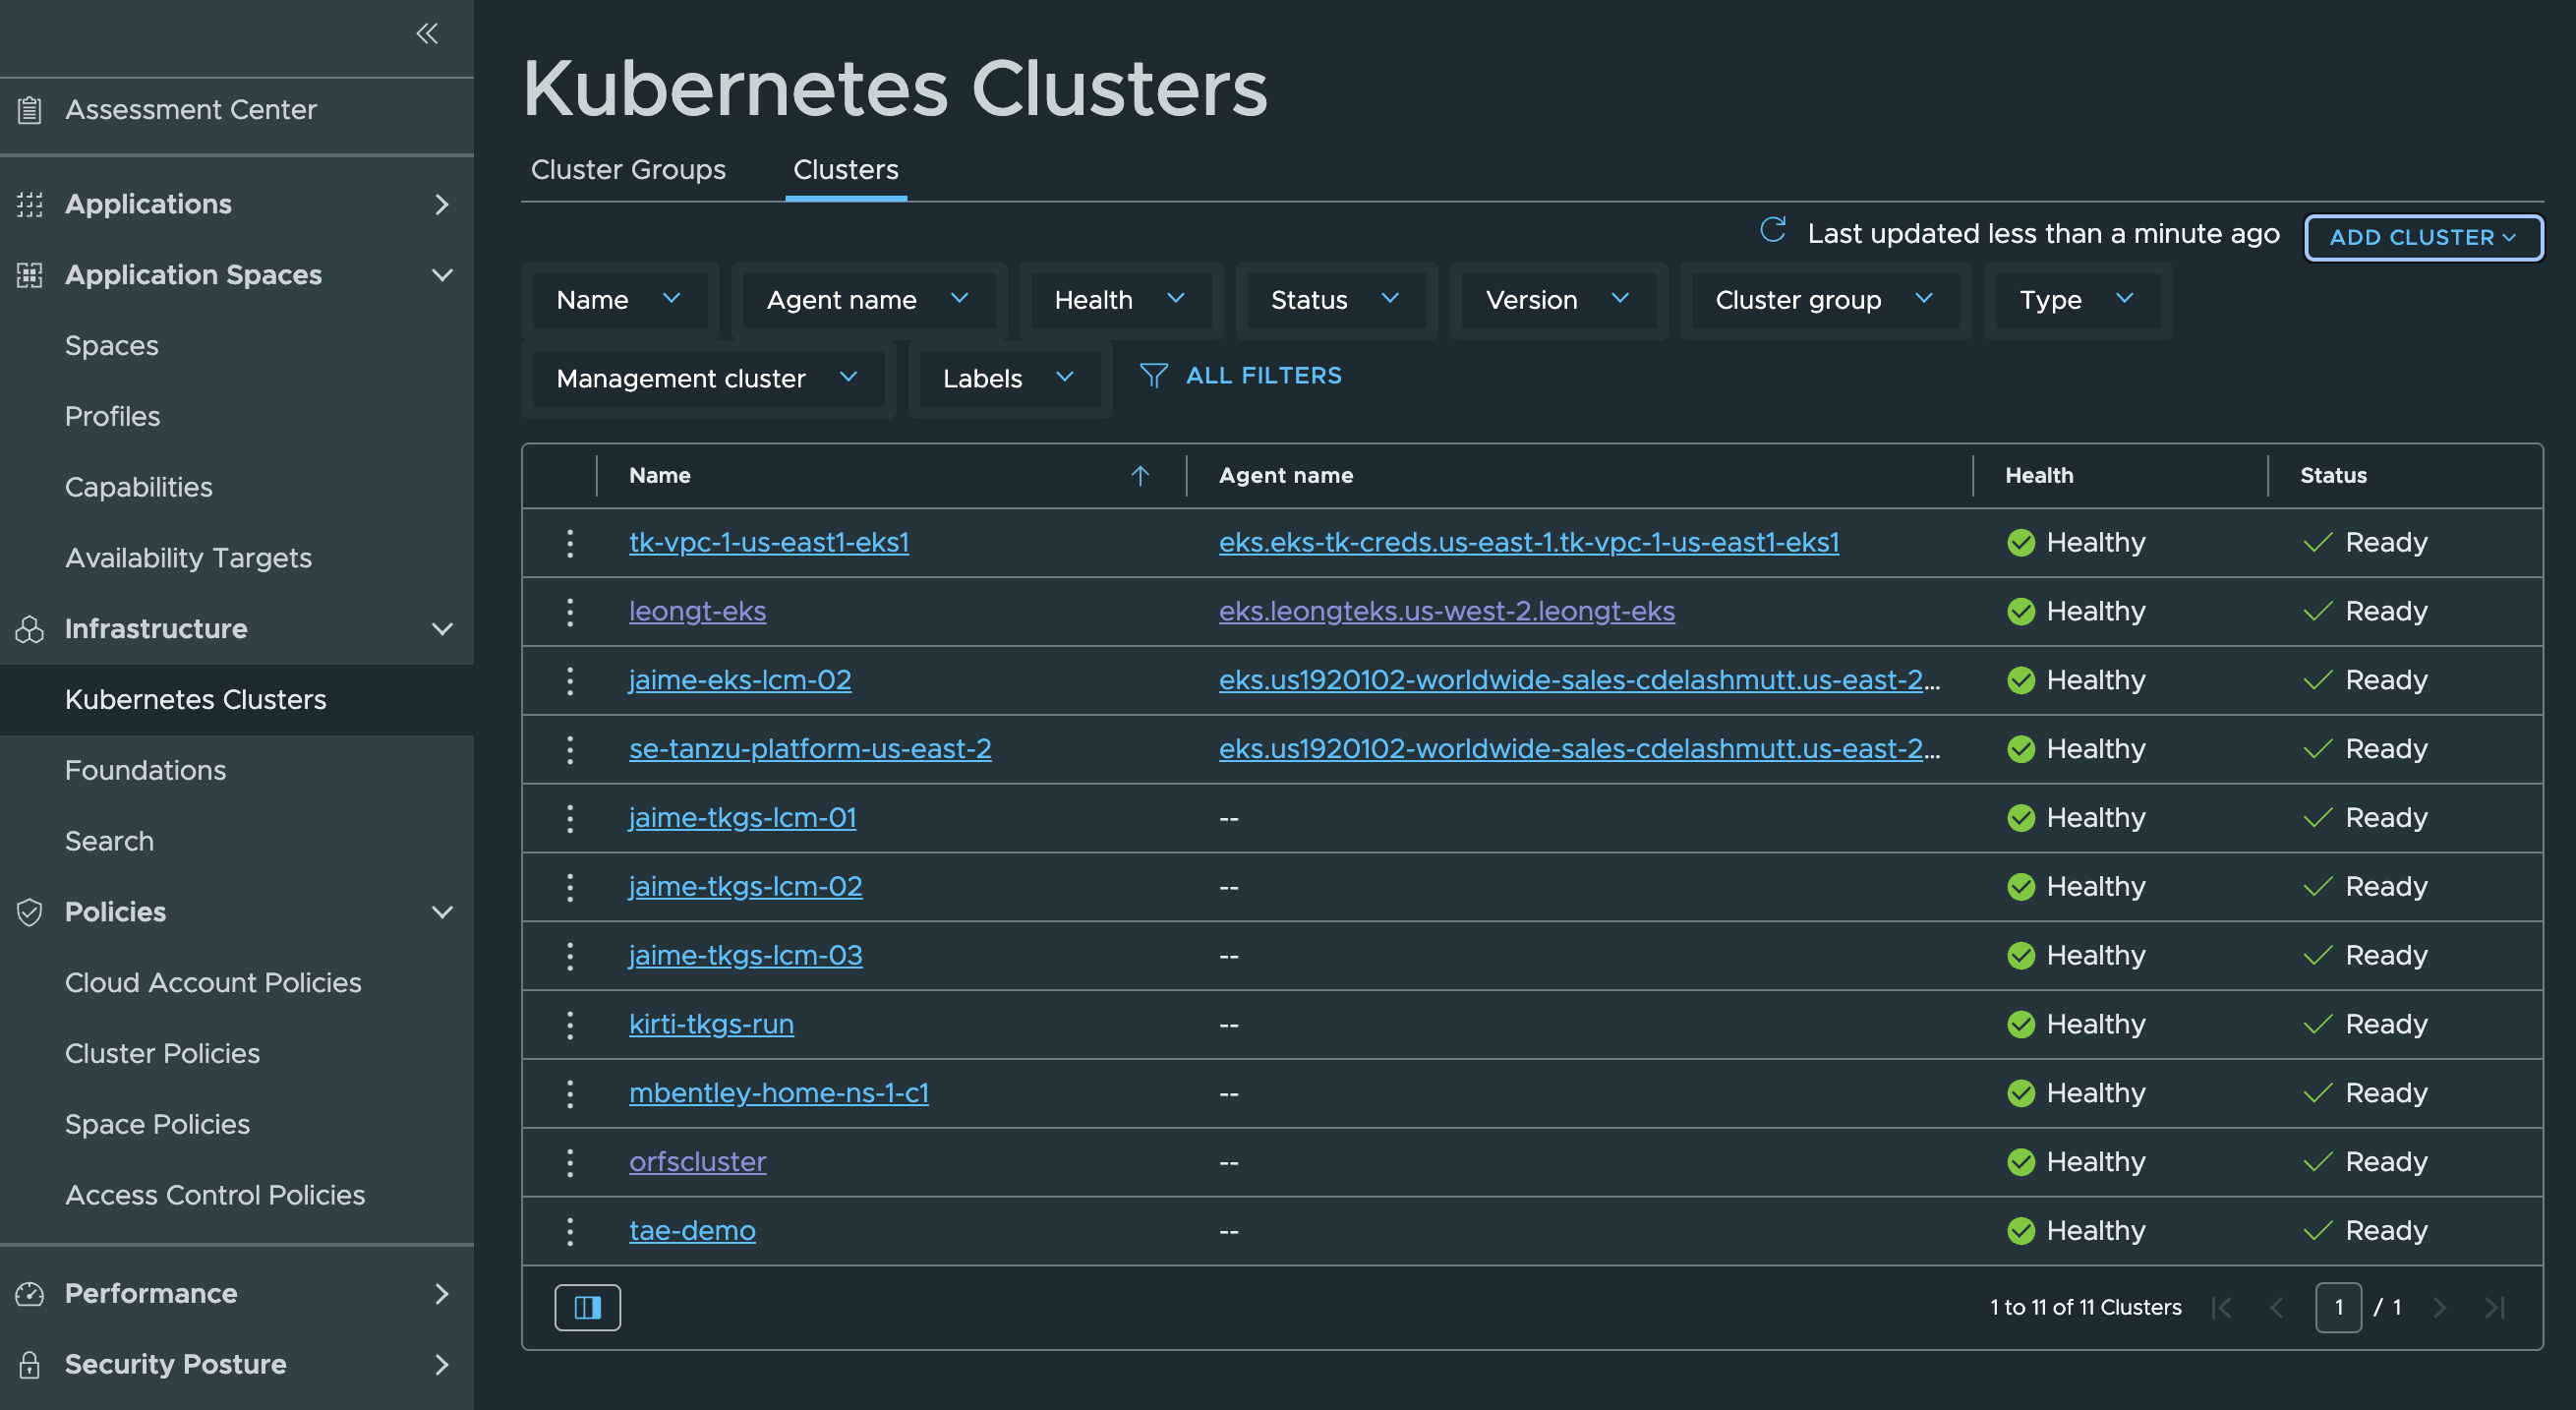 Assessment Center
Applications
Application Spaces
Spaces
Profiles
Capabilities
Availability Targets
Infrastructure
Kubernetes Clusters
Foundations
Search
Policies
Cloud Account Policies
Cluster Policies
Space Policies
Access Control Policies
Performance
Security Posture
Kubernetes Clusters
Cluster Groups Clusters
Last updated less than a minute ago ADD CLUSTER
Name Agent name Health Status Version Cluster group Type
Management cluster Labels ALL FILTERS
Name Agent name Health Status
tk-vpc-1-us-east1-eks1 eks.eks-tk-creds.us-east-1.tk-vpc-1-us-east1-eks1 Healthy Ready
leongt-eks eks.leongteks.us-west-2.leongt-eks Healthy Ready
jaime-eks-lcm-02 eks.us1920102-worldwide-sales-cdelashmutt.us-east-2... Healthy Ready
se-tanzu-platform-us-east-2 eks.us1920102-worldwide-sales-cdelashmutt.us-east-2... Healthy Ready
jaime-tkgs-lcm-01 -- Healthy Ready
jaime-tkgs-lcm-02 -- Healthy Ready
jaime-tkgs-lcm-03 -- Healthy Ready
kirti-tkgs-run -- Healthy Ready
mbentley-home-ns-1-c1 -- Healthy Ready
orfscluster -- Healthy Ready
tae-demo -- Healthy Ready
1 to 11 of 11 Clusters 1 / 1